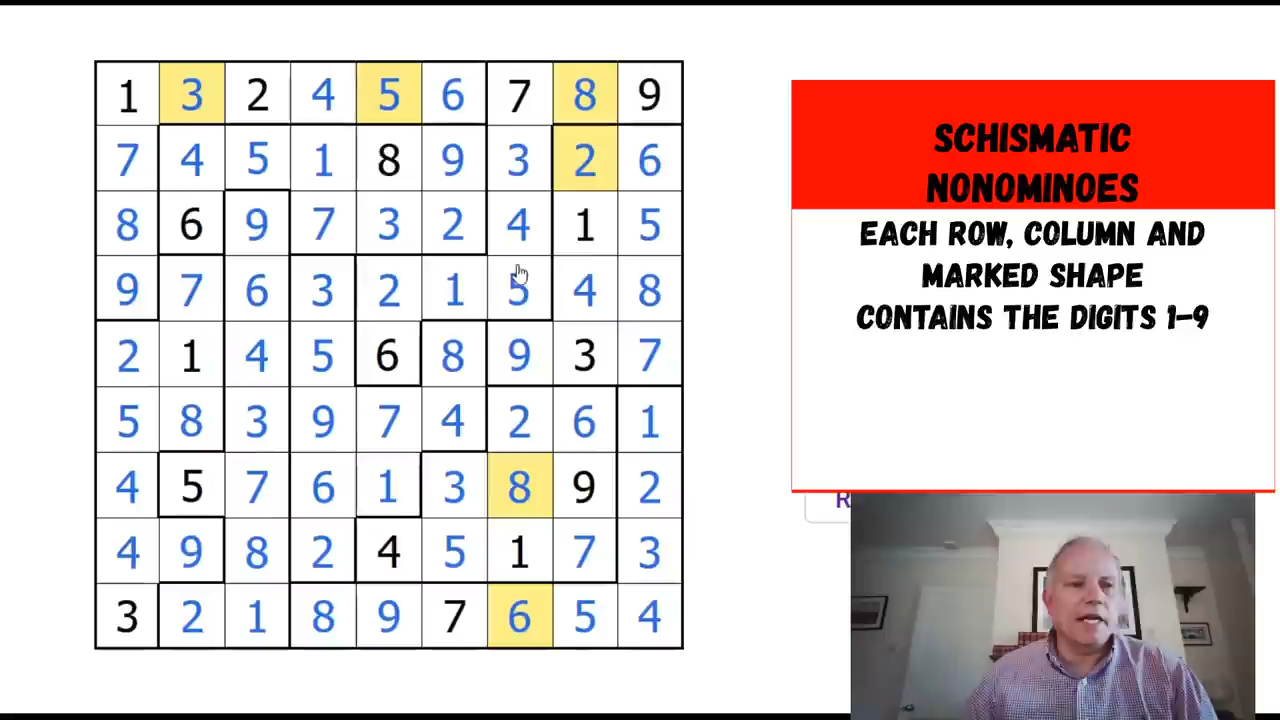 1 3 2 4 5 6 7 8 9
7 4 5 1 8 9 3 2 6
8 6 9 7 3 2 4 1 5
9 7 6 3 2 1 5 4 8
2 1 4 5 6 8 9 3 7
5 8 3 9 7 4 2 6 1
4 5 7 6 1 3 8 9 2
4 9 8 2 4 5 1 7 3
3 2 1 8 9 7 6 5 4
SCHISMATIC
NONOMINOES
EACH ROW, COLUMN AND
MARKED SHAPE
CONTAINS THE DIGITS 1-9
R